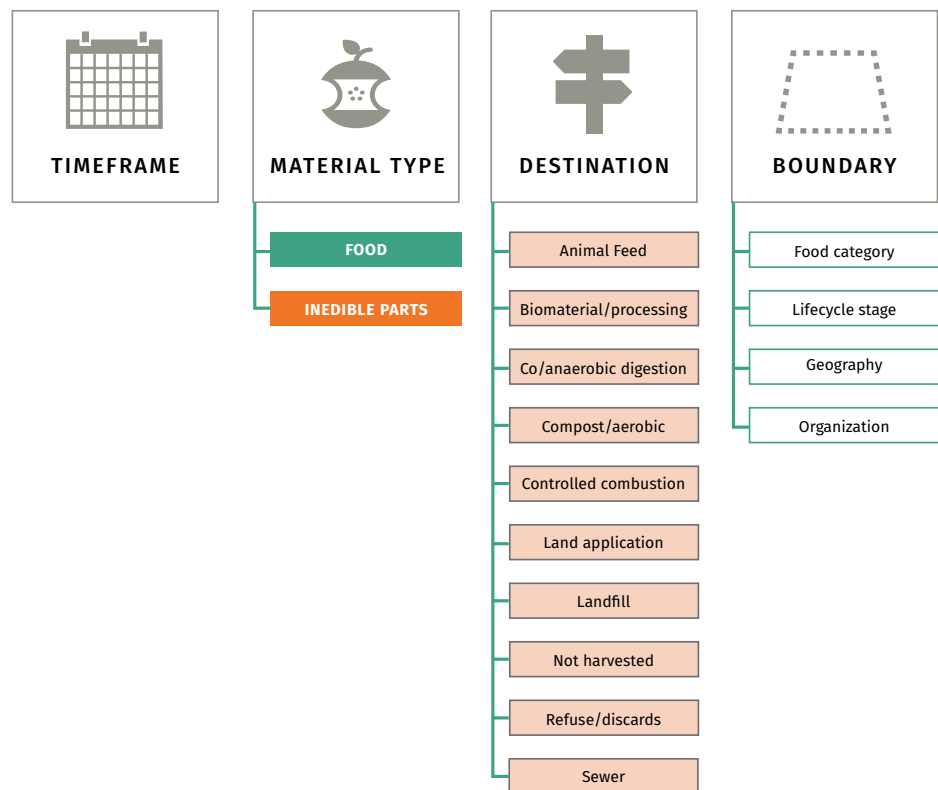 TIMEFRAME
MATERIAL TYPE
FOOD
INEDIBLE PARTS
DESTINATION
Animal Feed
Biomaterial/processing
Co/anaerobic digestion
Compost/aerobic
Controlled combustion
Land application
Landfill
Not harvested
Refuse/discards
Sewer
BOUNDARY
Food category
Lifecycle stage
Geography
Organization